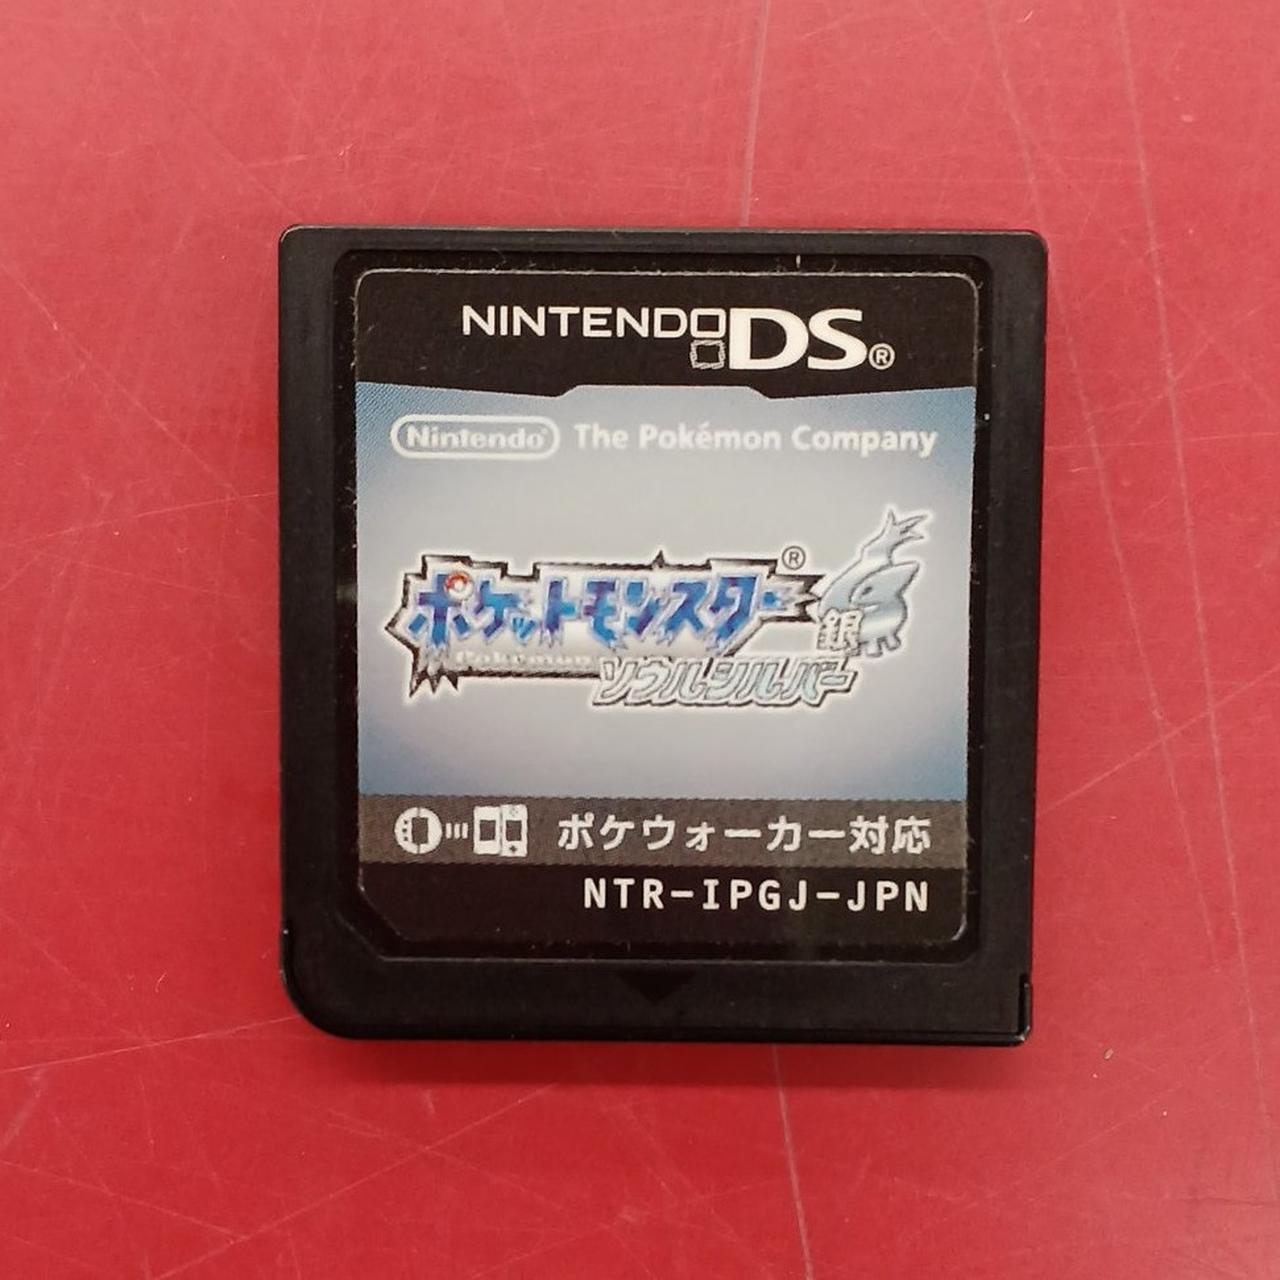 NINTENDO DS®
Nintendo® The Pokémon Company
ポケットモンスター®
銀
Pokémon
ソウルシルバー
ポケウォーカー対応
NTR-IPGJ-JPN